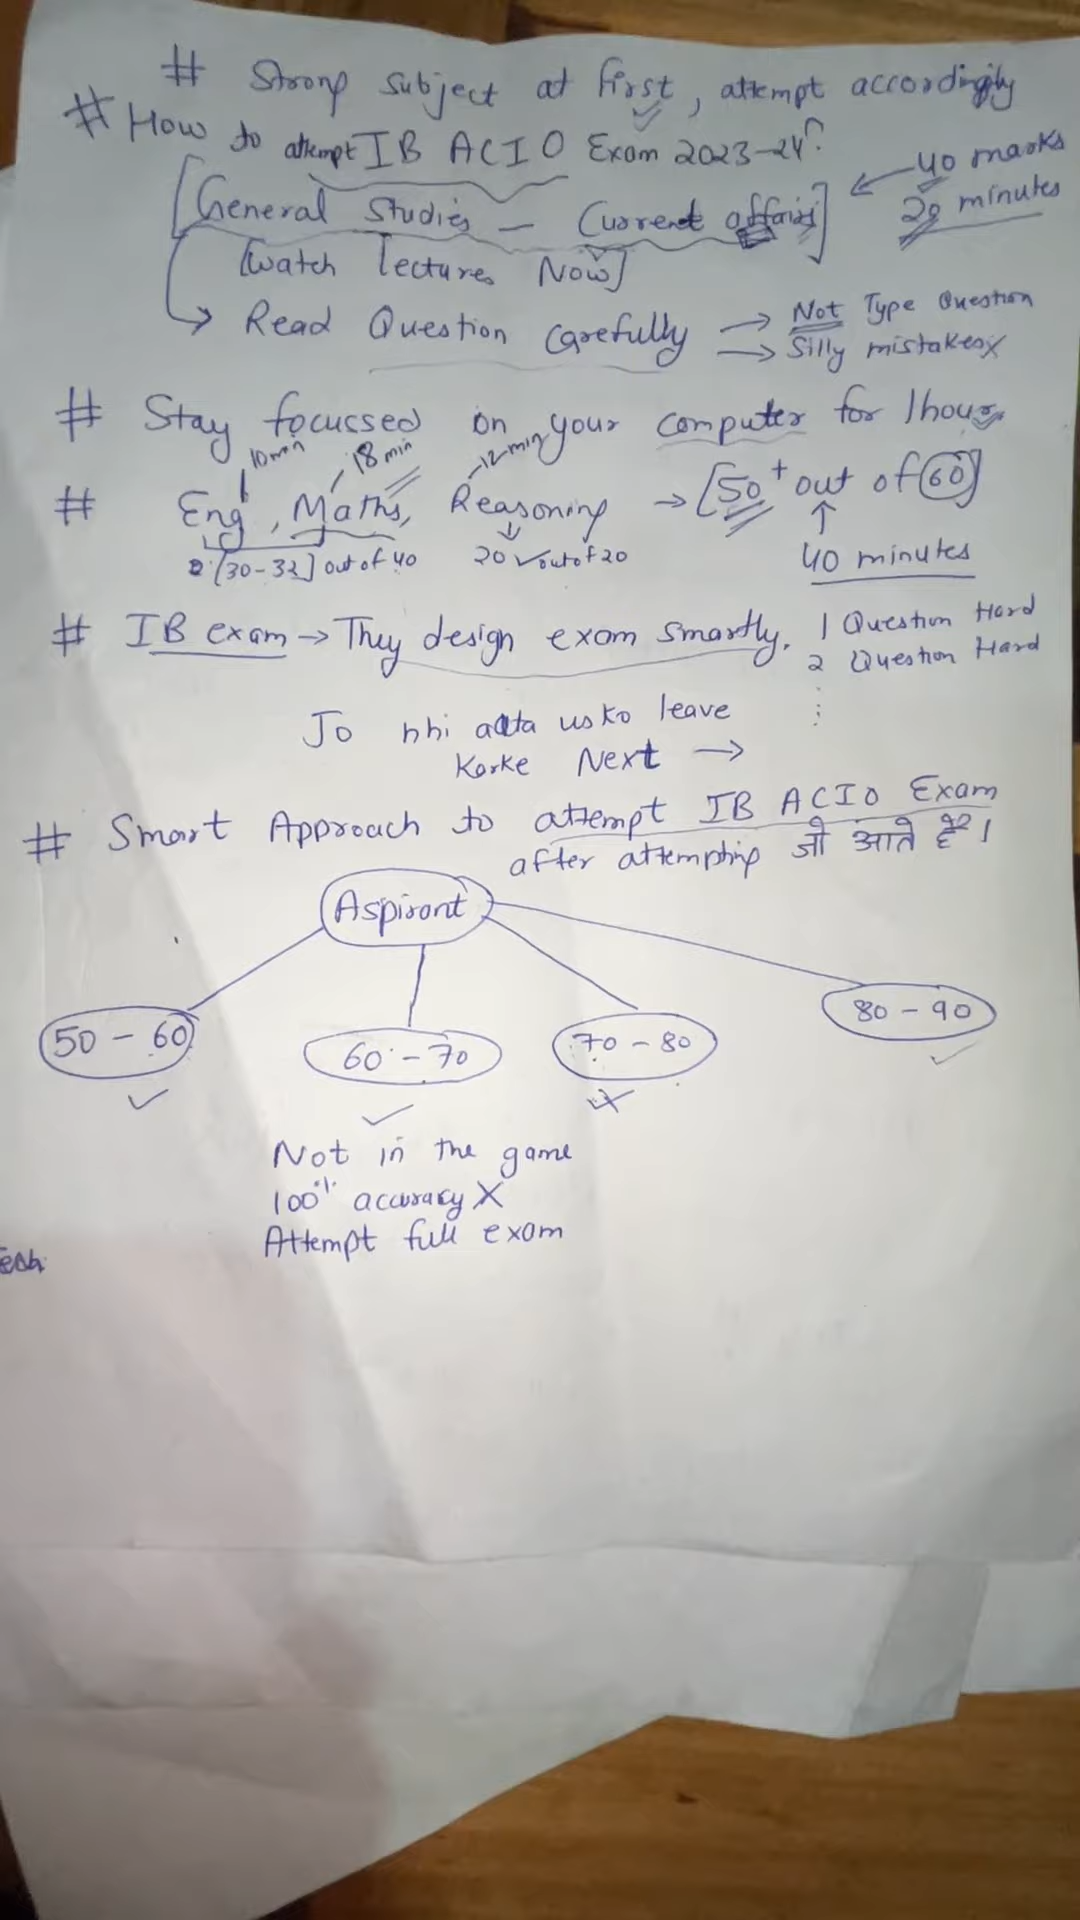 # Strong subject at first, attempt accordingly
# How to attempt IB ACIO Exam 2023-24?
[General Studies - Current affairs] ← 40 marks
20 minutes
[Watch lectures Now]
→ Read Question Carefully → Not Type Question
→ Silly mistakes x
# Stay focussed on your computer for 1 hour
10 min 18 min 12 min
# Eng, Maths, Reasoning → [50+ out of 60]
[30-32] out of 40 20 ✓ out of 20 ↑ 40 minutes
# IB exam → They design exam smartly. 1 Question Hard
2 Question Hard
Jo nhi aata usko leave
Karke Next →
# Smart Approach to attempt IB ACIO Exam
after attempting जो आते है।
Aspirant
50 - 60 60 - 70 70 - 80 80 - 90
Not in the game
100% accuracy X
Attempt full exam